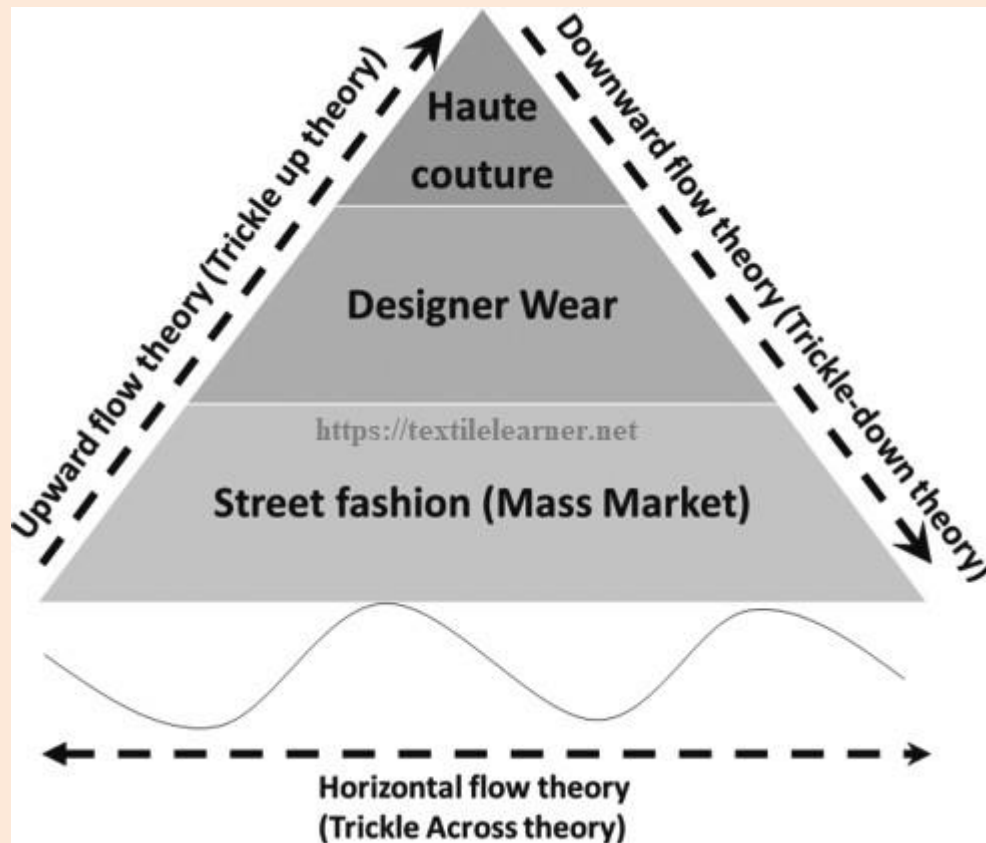 Upward flow theory (Trickle up theory)
Downward flow theory (Trickle-down theory)
Haute
couture
Designer Wear
https://textilelearner.net
Street fashion (Mass Market)
Horizontal flow theory
(Trickle Across theory)